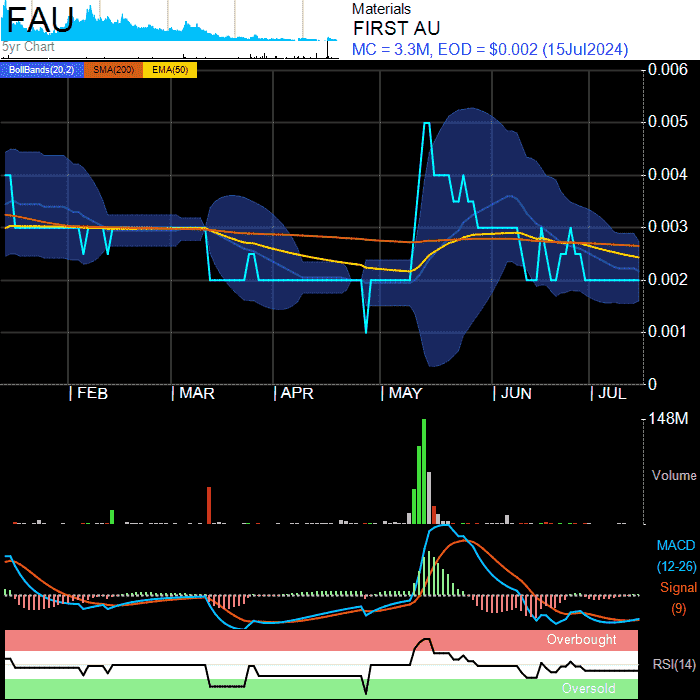 FAU
5yr Chart
Materials
FIRST AU
MC = 3.3M, EOD = $0.002 (15Jul2024)
BollBands(20,2) SMA(200) EMA(50)
0.006
0.005
0.004
0.003
0.002
0.001
0
| FEB | MAR | APR | MAY | JUN | JUL
148M
Volume
MACD
(12-26)
Signal
(9)
Overbought
RSI(14)
Oversold